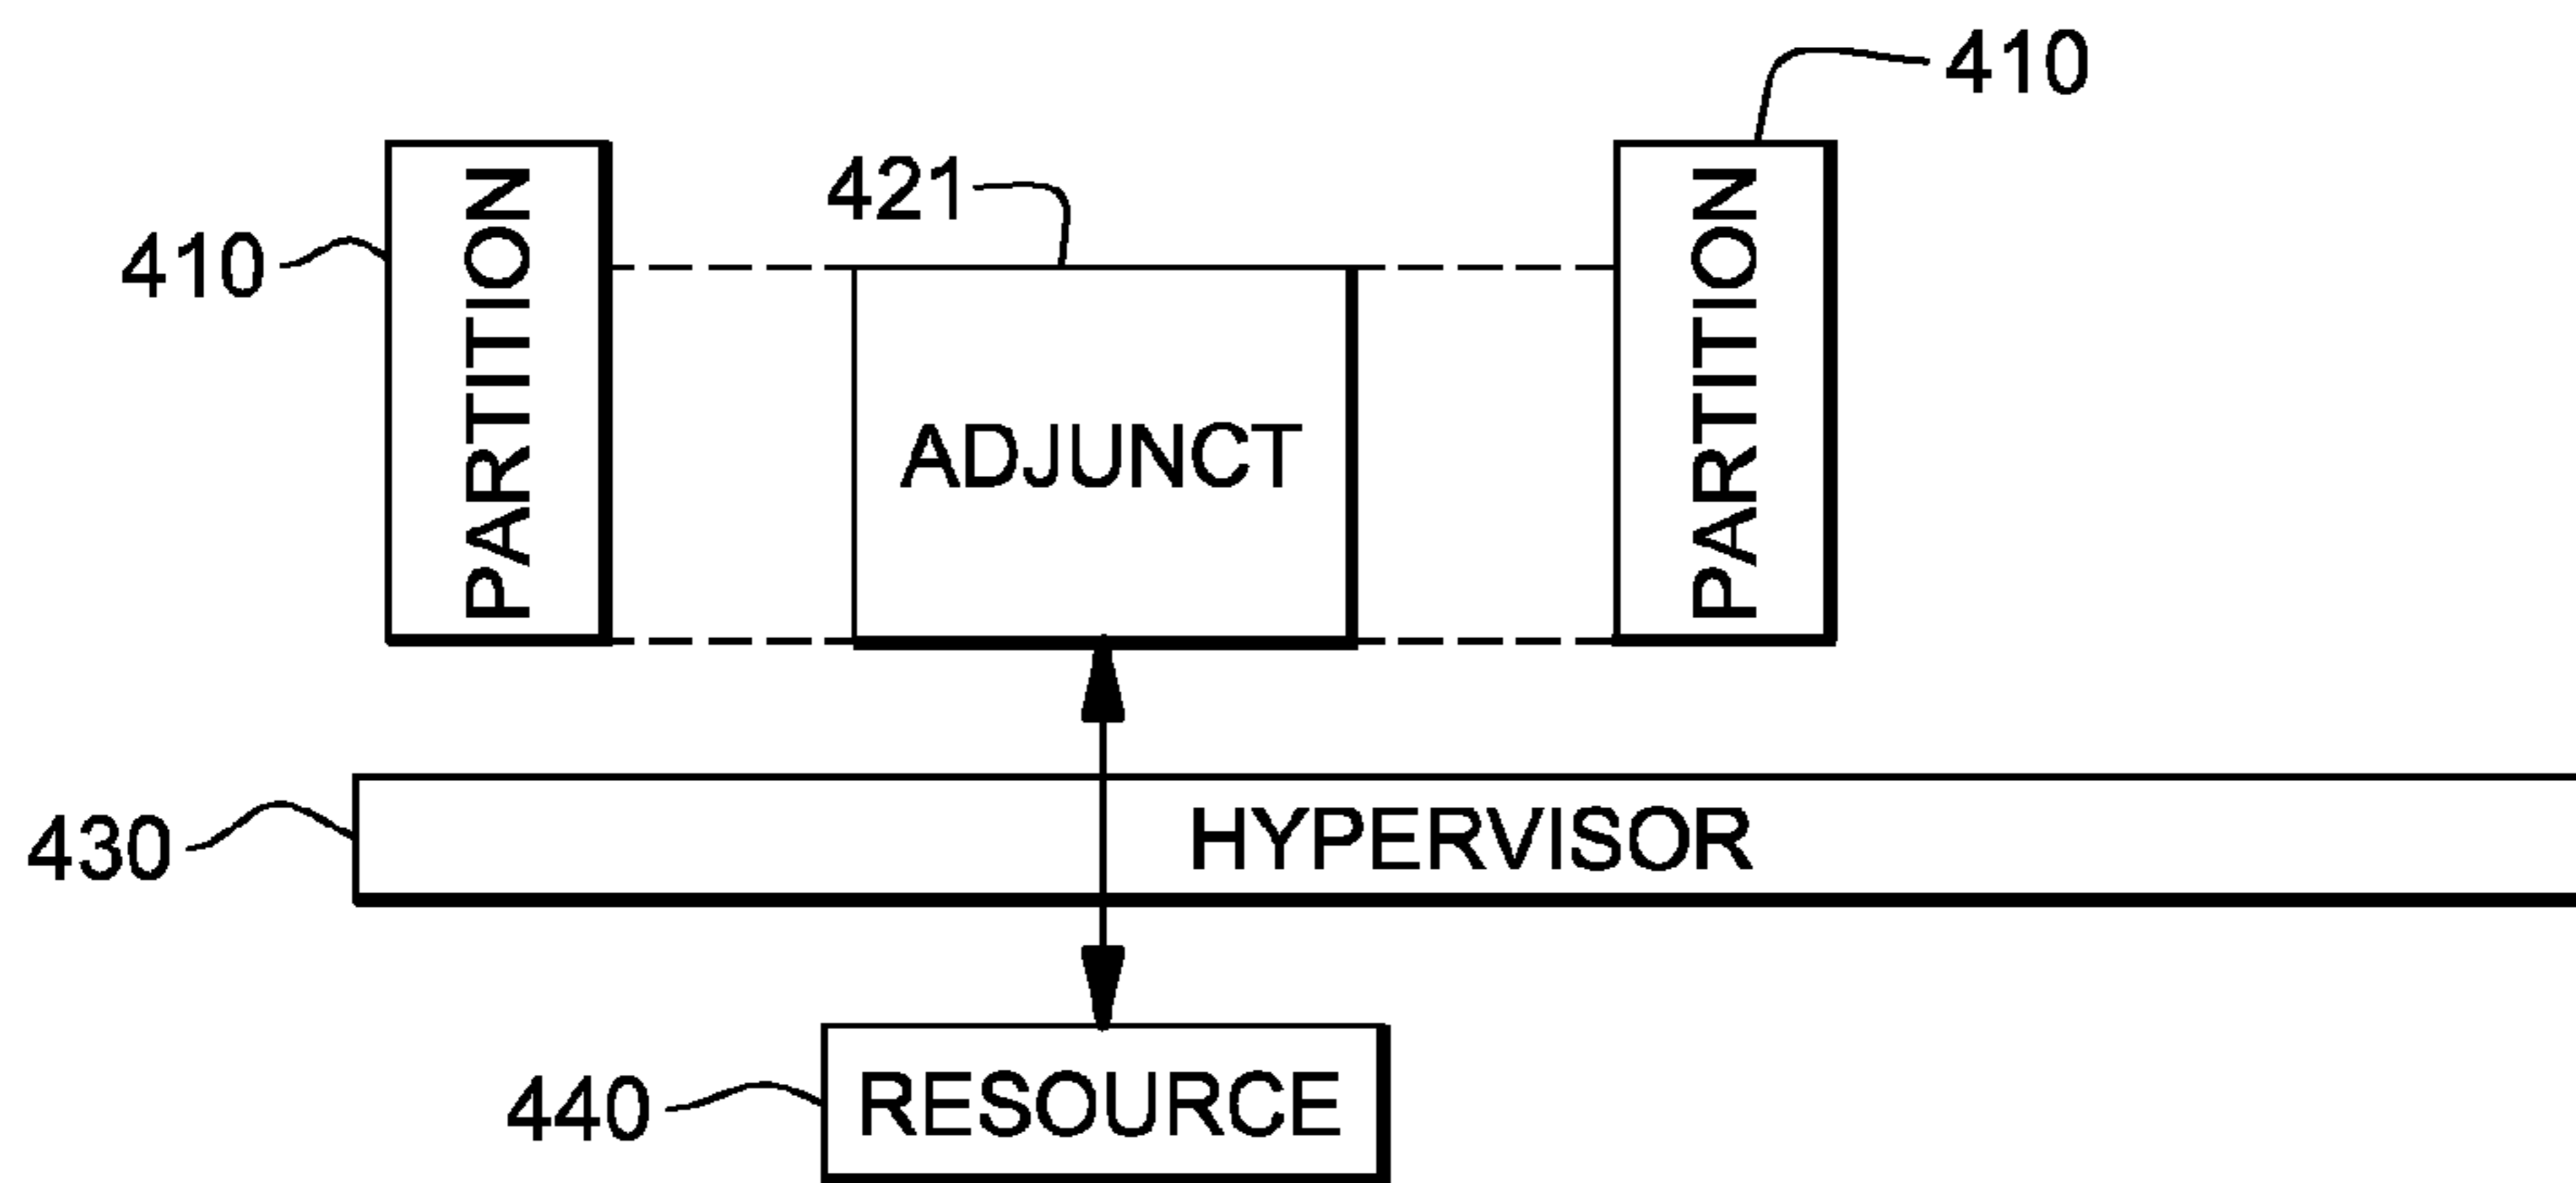 410
421
410
PARTITION
ADJUNCT
PARTITION
430
HYPERVISOR
440
RESOURCE